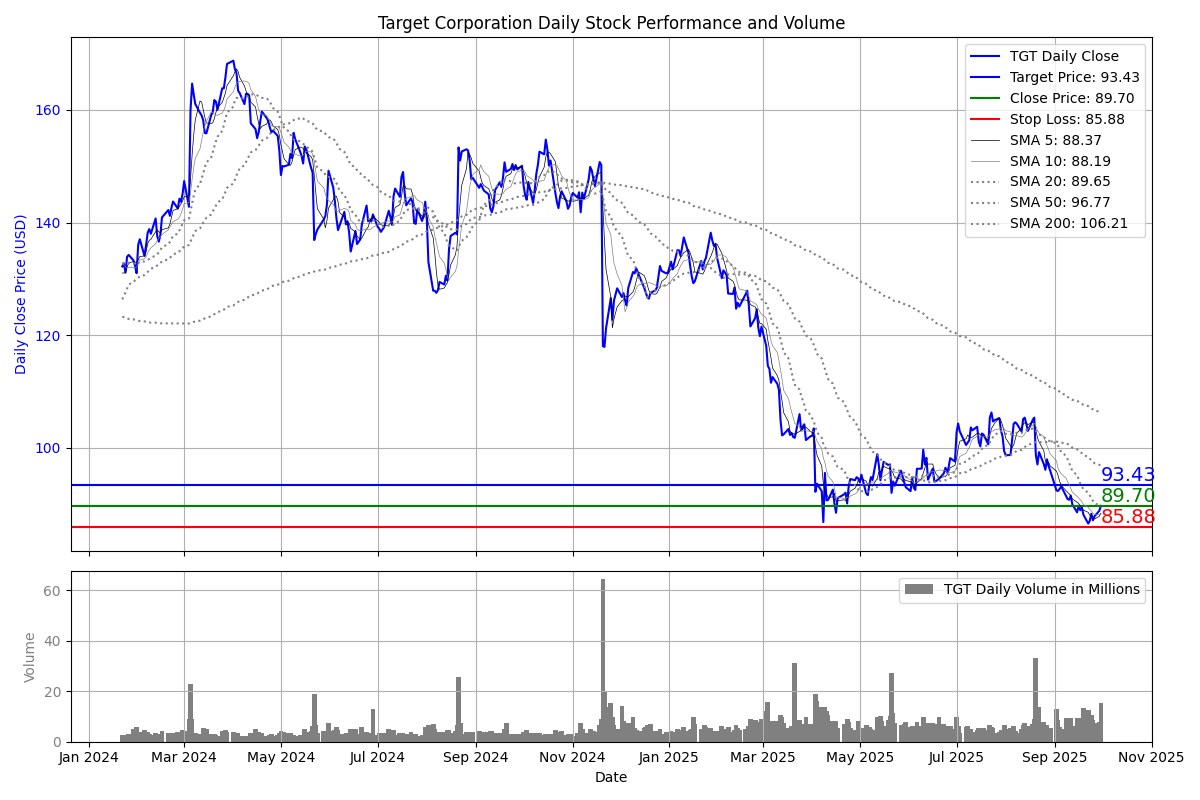 Target Corporation Daily Stock Performance and Volume
Daily Close Price (USD)
160
140
120
100
TGT Daily Close
Target Price: 93.43
Close Price: 89.70
Stop Loss: 85.88
SMA 5: 88.37
SMA 10: 88.19
SMA 20: 89.65
SMA 50: 96.77
SMA 200: 106.21
93.43
89.70
85.88
Volume
60
40
20
0
TGT Daily Volume in Millions
Jan 2024 Mar 2024 May 2024 Jul 2024 Sep 2024 Nov 2024 Jan 2025 Mar 2025 May 2025 Jul 2025 Sep 2025 Nov 2025
Date